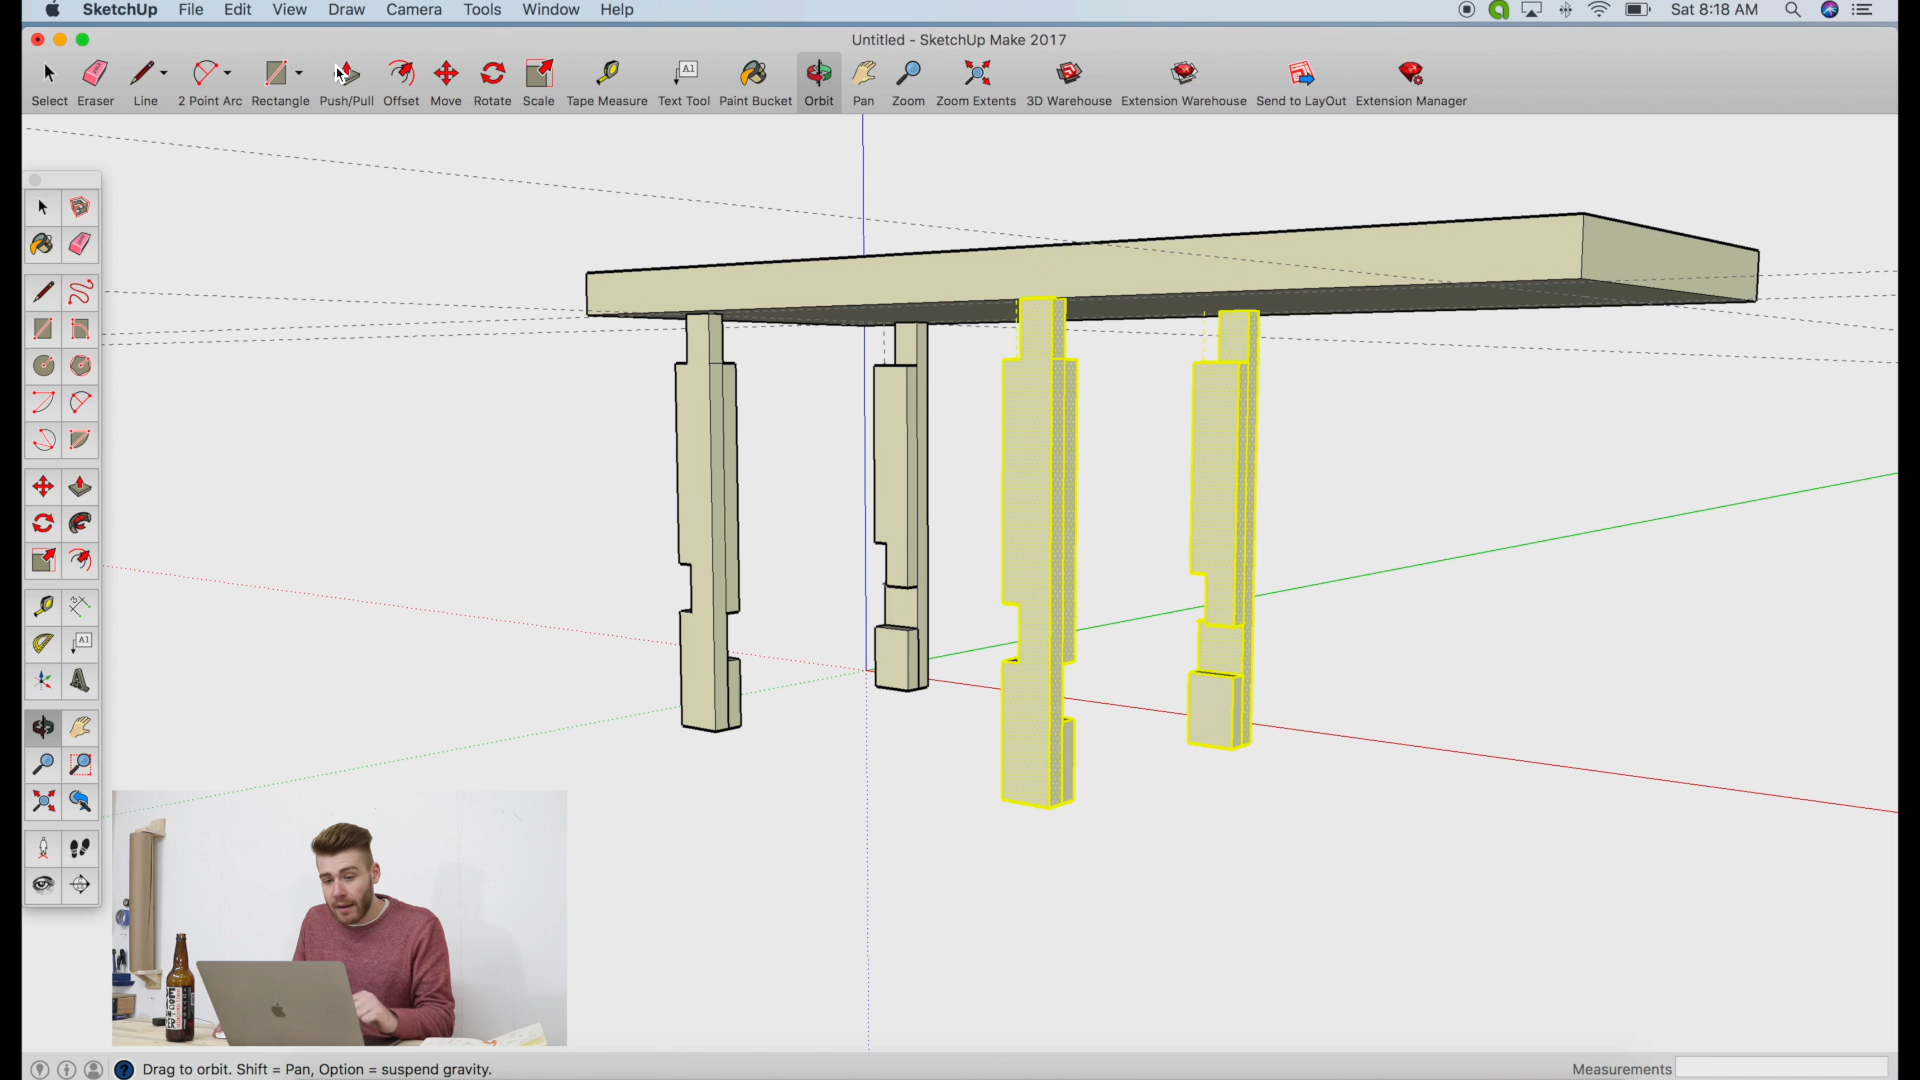 SketchUp File Edit View Draw Camera Tools Window Help Sat 8:18 AM
Untitled - SketchUp Make 2017
A1
Select Eraser Line 2 Point Arc Rectangle Push/Pull Offset Move Rotate Scale Tape Measure Text Tool Paint Bucket Orbit Pan Zoom Zoom Extents 3D Warehouse Extension Warehouse Send to LayOut Extension Manager
A1
Drag to orbit. Shift = Pan, Option = suspend gravity. Measurements